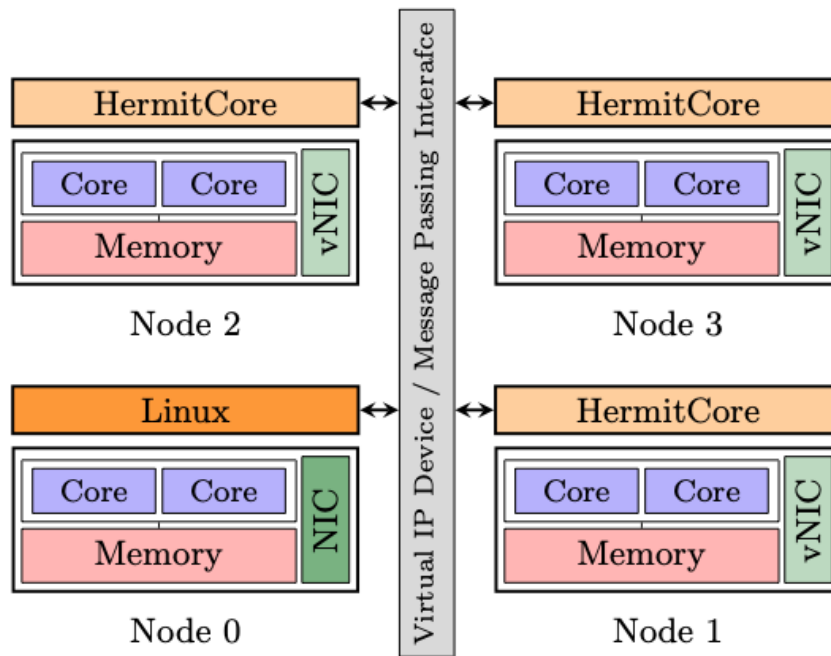 HermitCore
Core Core
vNIC
Memory
Node 2
Virtual IP Device / Message Passing Interafce
HermitCore
Core Core
vNIC
Memory
Node 3
Linux
Core Core
NIC
Memory
Node 0
HermitCore
Core Core
vNIC
Memory
Node 1